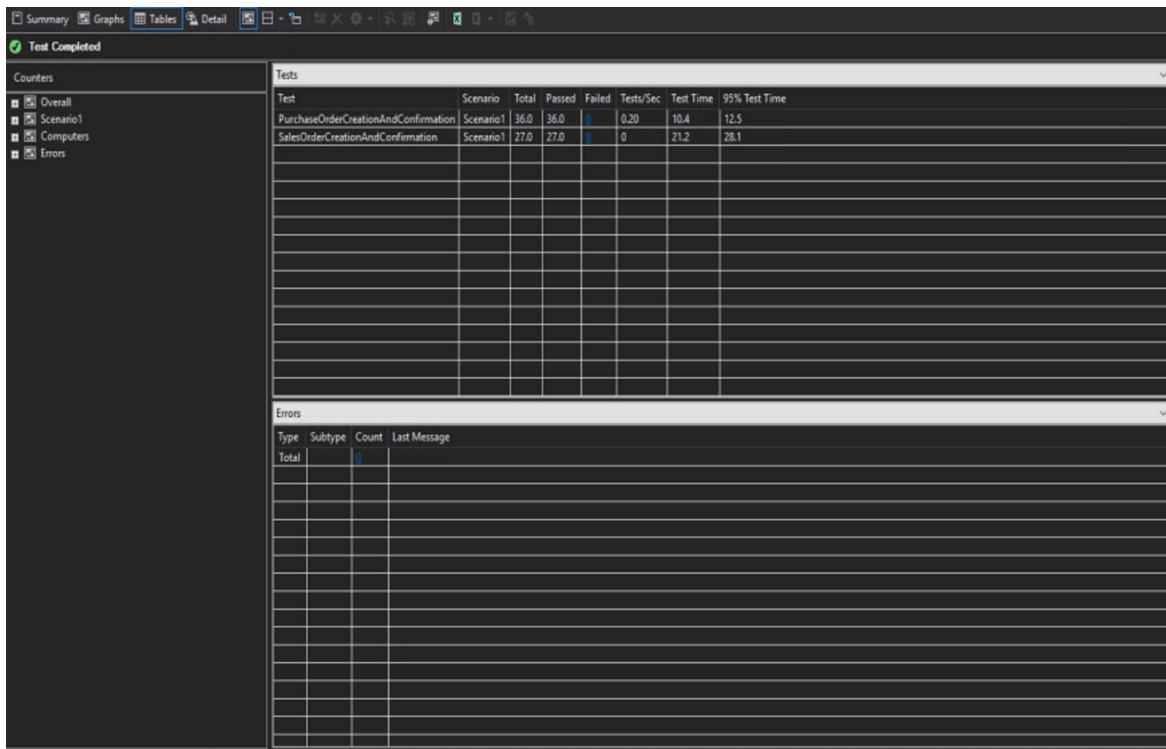 Summary Graphs Tables Detail
Test Completed
Counters
Overall
Scenario1
Computers
Errors
Tests
Test Scenario Total Passed Failed Tests/Sec Test Time 95% Test Time
PurchaseOrderCreationAndConfirmation Scenario1 36.0 36.0 0 0.20 10.4 12.5
SalesOrderCreationAndConfirmation Scenario1 27.0 27.0 0 0 21.2 28.1
Errors
Type Subtype Count Last Message
Total 0